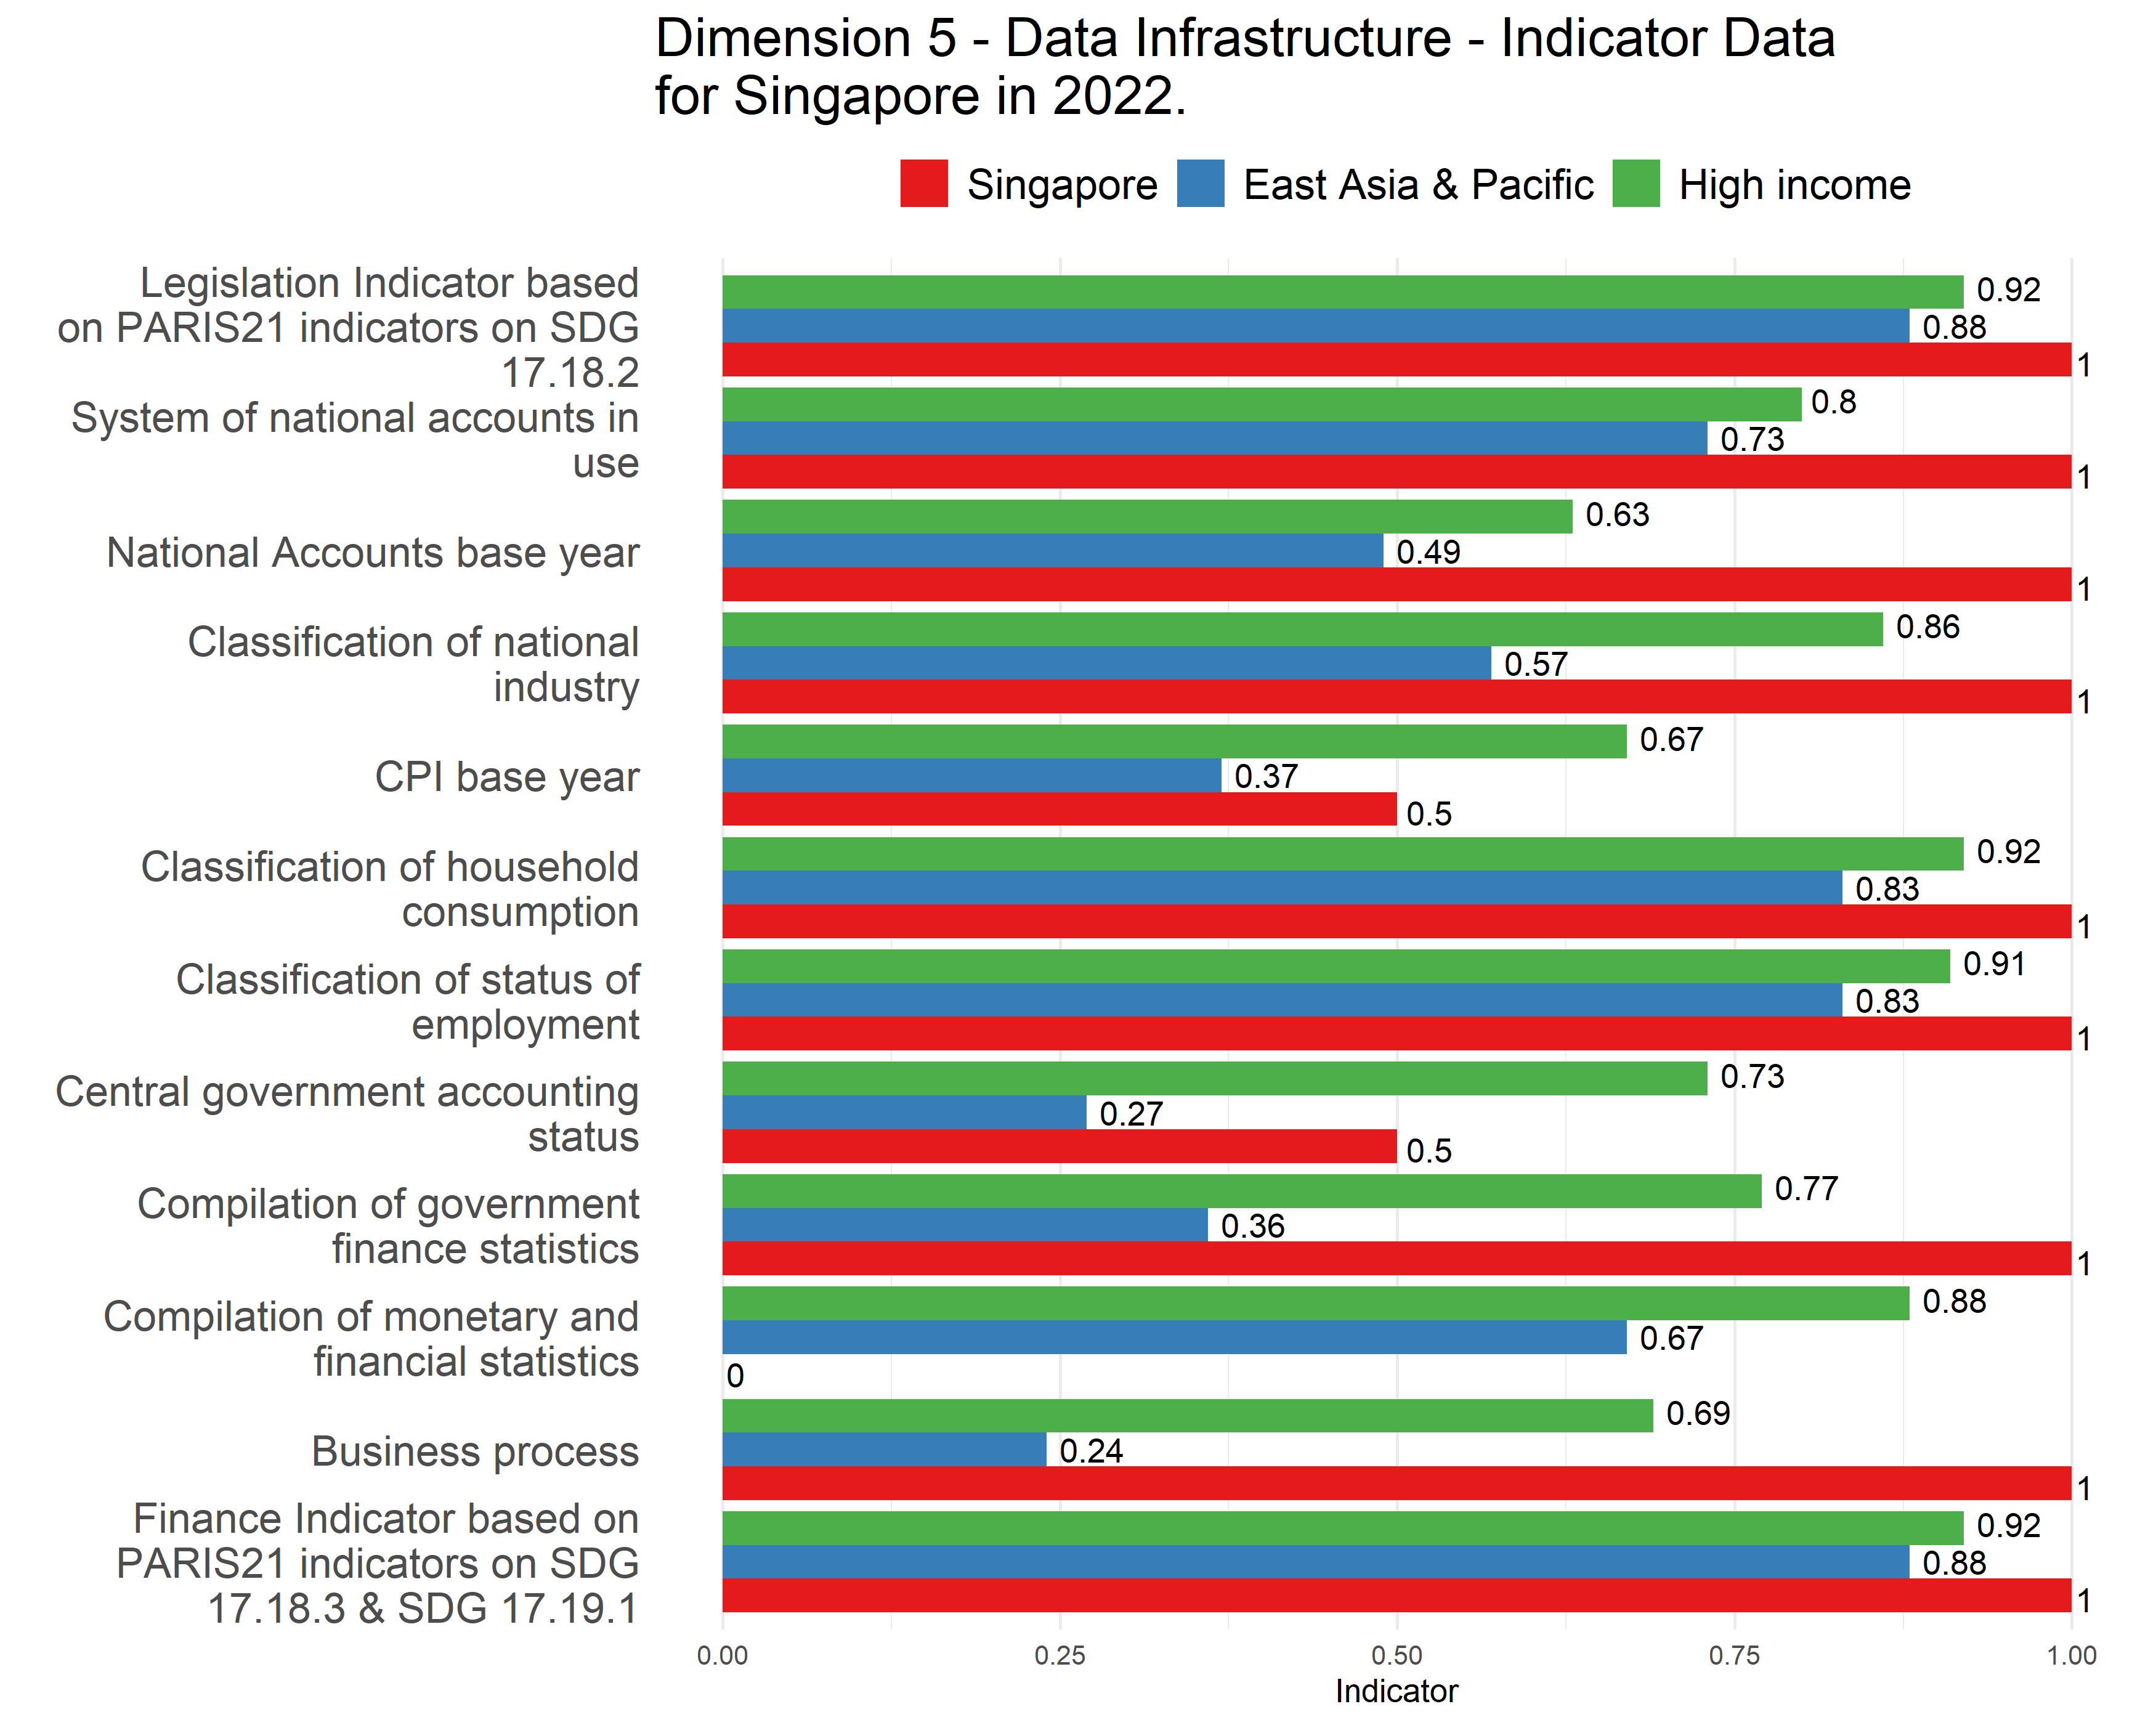 Dimension 5 - Data Infrastructure - Indicator Data
for Singapore in 2022.
Singapore East Asia & Pacific High income
Legislation Indicator based
on PARIS21 indicators on SDG
17.18.2
0.92
0.88
1
System of national accounts in
use
0.8
0.73
1
National Accounts base year
0.63
0.49
1
Classification of national
industry
0.86
0.57
1
CPI base year
0.67
0.37
0.5
Classification of household
consumption
0.92
0.83
1
Classification of status of
employment
0.91
0.83
1
Central government accounting
status
0.73
0.27
0.5
Compilation of government
finance statistics
0.77
0.36
1
Compilation of monetary and
financial statistics
0.88
0.67
0
Business process
0.69
0.24
1
Finance Indicator based on
PARIS21 indicators on SDG
17.18.3 & SDG 17.19.1
0.92
0.88
1
0.00 0.25 0.50 0.75 1.00
Indicator